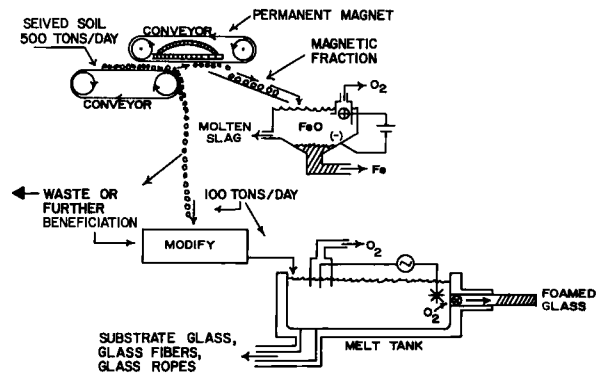 PERMANENT MAGNET
SEIVED SOIL
500 TONS/DAY
CONVEYOR
MAGNETIC
FRACTION
CONVEYOR
O2
MOLTEN
SLAG
FeO
(-)
Fe
WASTE OR
FURTHER
BENEFICIATION
100 TONS/DAY
MODIFY
O2
FOAMED
GLASS
O2
SUBSTRATE GLASS,
GLASS FIBERS,
GLASS ROPES
MELT TANK